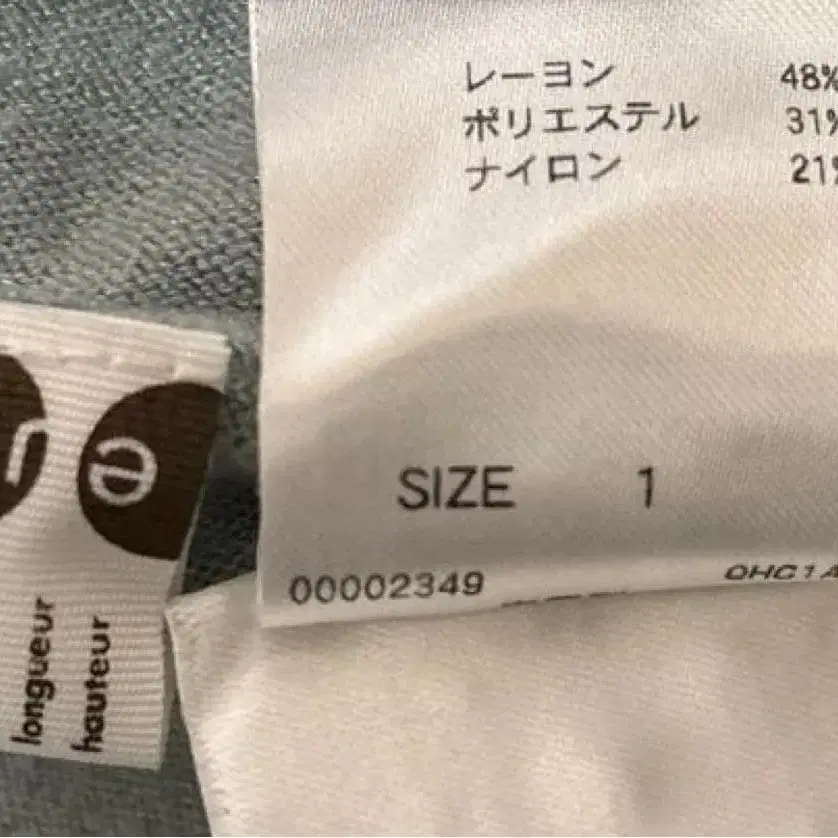 レーヨン 48%
ポリエステル 31%
ナイロン 21%
SIZE 1
00002349 OHC1A
longueur
hauteur